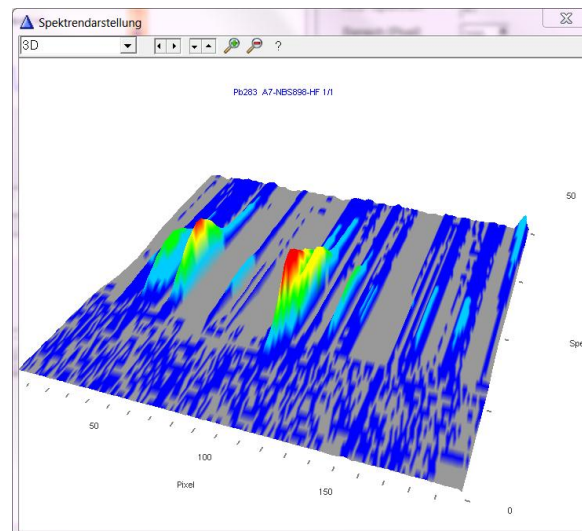 Spektrendarstellung
3D
?
Pb283 A7-NBS898-HF 1/1
50
Spe
50
100
150
Pixel
0